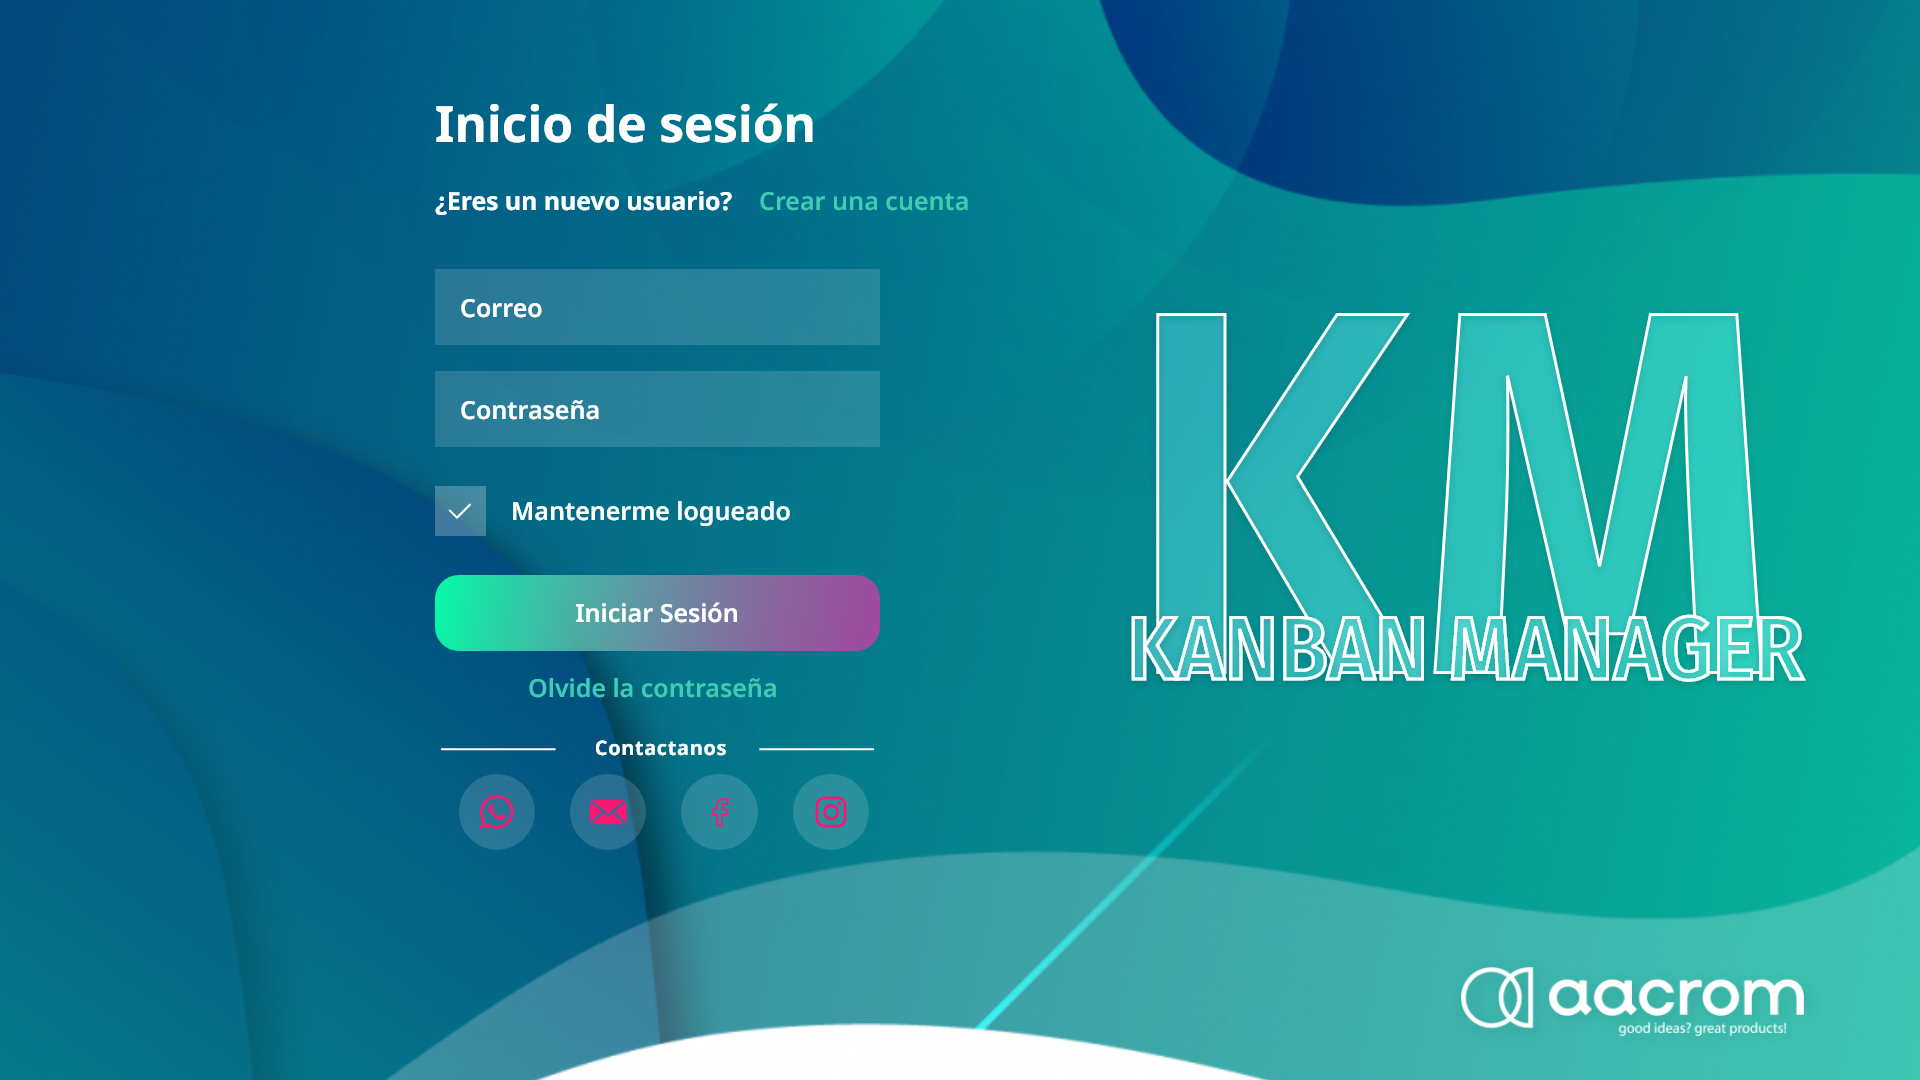 Inicio de sesión
¿Eres un nuevo usuario? Crear una cuenta
Correo
Contraseña
Mantenerme logueado
Iniciar Sesión
Olvide la contraseña
Contactanos
KM
KANBAN MANAGER
aacrom
good ideas? great products!